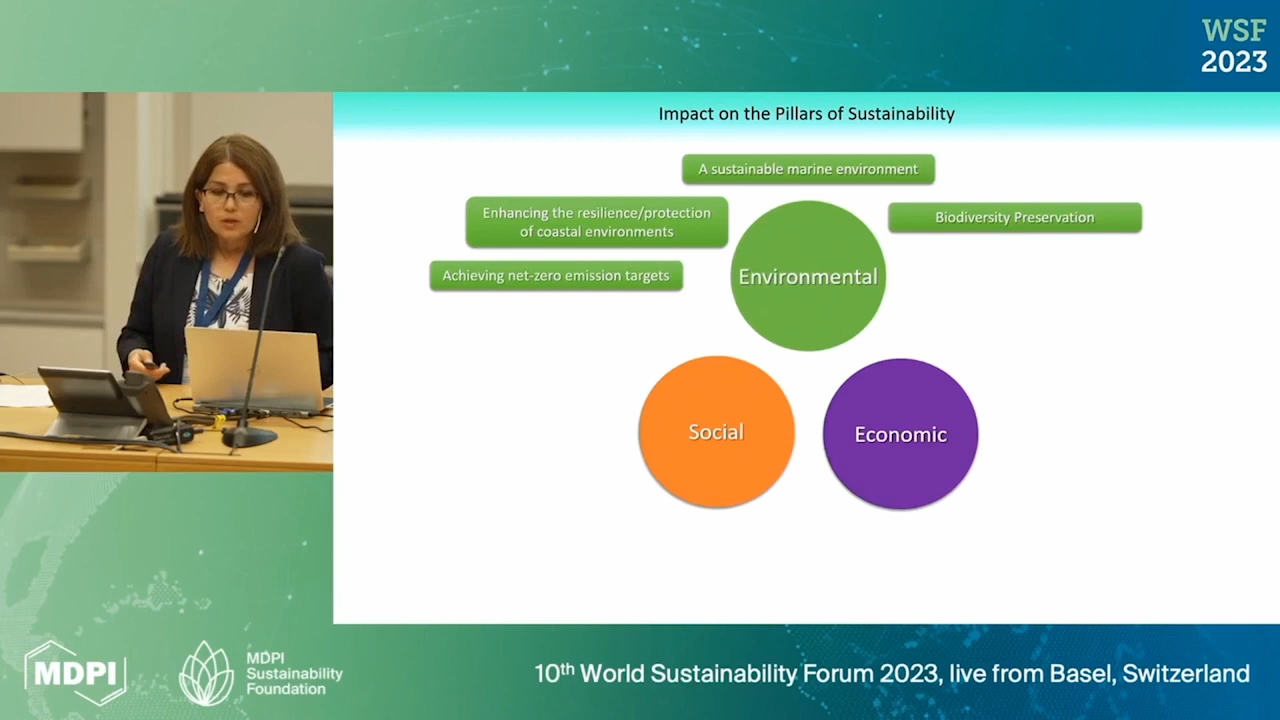 WSF
2023
Impact on the Pillars of Sustainability
A sustainable marine environment
Enhancing the resilience/protection
of coastal environments
Biodiversity Preservation
Achieving net-zero emission targets
Environmental
Social
Economic
MDPI
MDPI
Sustainability
Foundation
10th World Sustainability Forum 2023, live from Basel, Switzerland